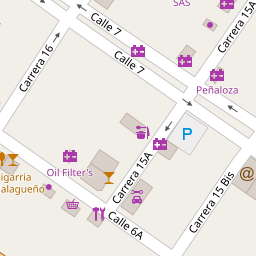 SAS
Calle 7
Carrera 15A
Carrera 16
Calle 7
Peñaloza
P
Oil Filter's
Carrera 15A
igarria
alagueño
@
Carrera 15 Bis
Calle 6A